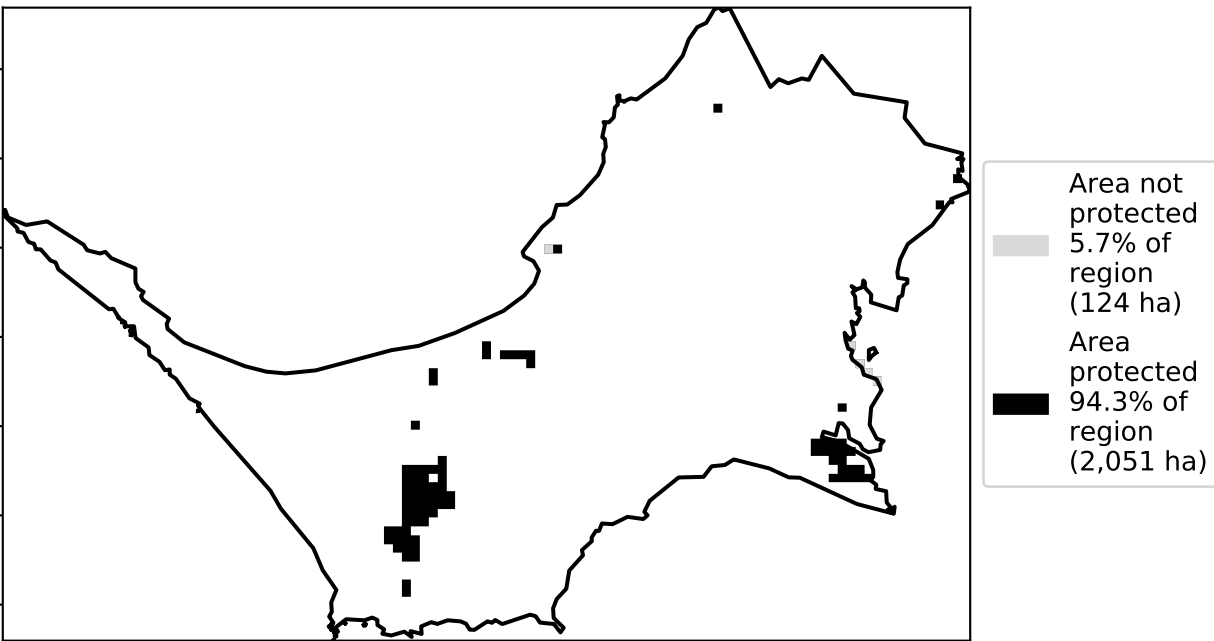 Area not
protected
5.7% of
region
(124 ha)
Area
protected
94.3% of
region
(2,051 ha)